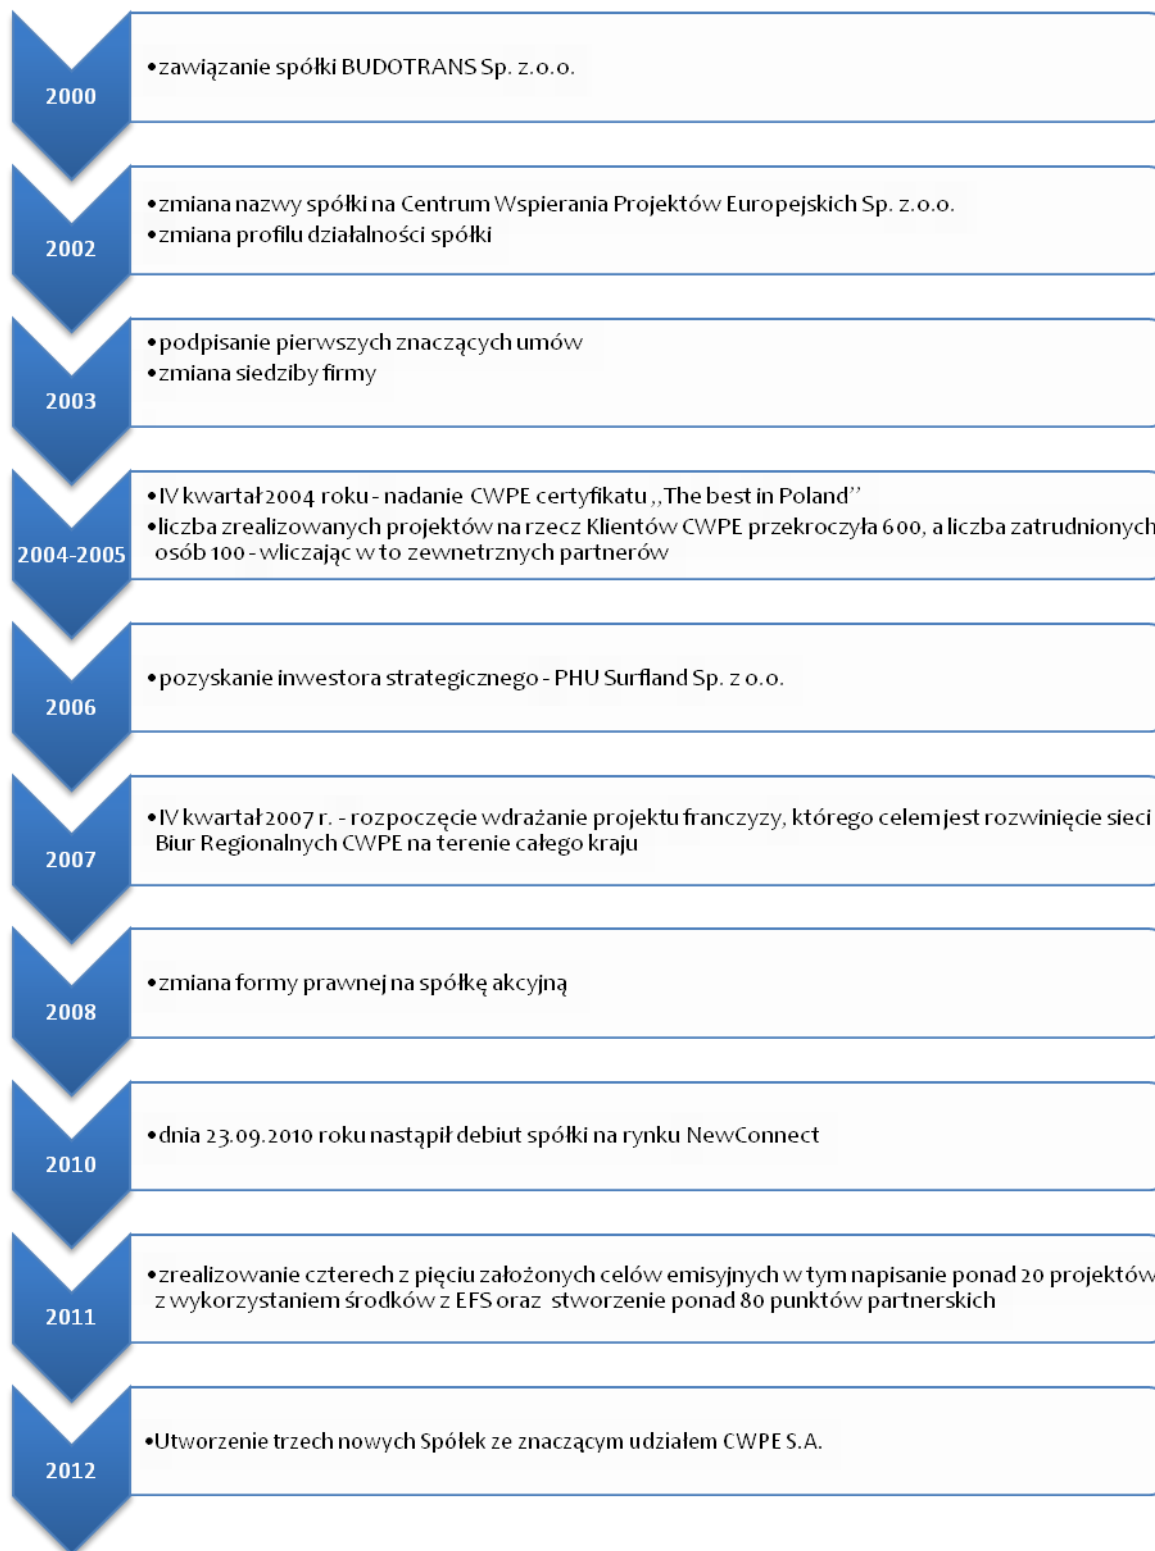 2000
•zawiązanie spółki BUDOTRANS Sp. z.o.o.
2002
•zmiana nazwy spółki na Centrum Wspierania Projektów Europejskich Sp. z.o.o.
•zmiana profilu działalności spółki
2003
•podpisanie pierwszych znaczących umów
•zmiana siedziby firmy
2004-2005
•IV kwartał 2004 roku - nadanie CWPE certyfikatu ,,The best in Poland’’
•liczba zrealizowanych projektów na rzecz Klientów CWPE przekroczyła 600, a liczba zatrudnionych
osób 100 - wliczając w to zewnetrznych partnerów
2006
•pozyskanie inwestora strategicznego - PHU Surfland Sp. z o.o.
2007
•IV kwartał 2007 r. - rozpoczęcie wdrażanie projektu franczyzy, którego celem jest rozwinięcie sieci
Biur Regionalnych CWPE na terenie całego kraju
2008
•zmiana formy prawnej na spółkę akcyjną
2010
•dnia 23.09.2010 roku nastąpił debiut spółki na rynku NewConnect
2011
•zrealizowanie czterech z pięciu założonych celów emisyjnych w tym napisanie ponad 20 projektów
z wykorzystaniem środków z EFS oraz stworzenie ponad 80 punktów partnerskich
2012
•Utworzenie trzech nowych Spółek ze znaczącym udziałem CWPE S.A.